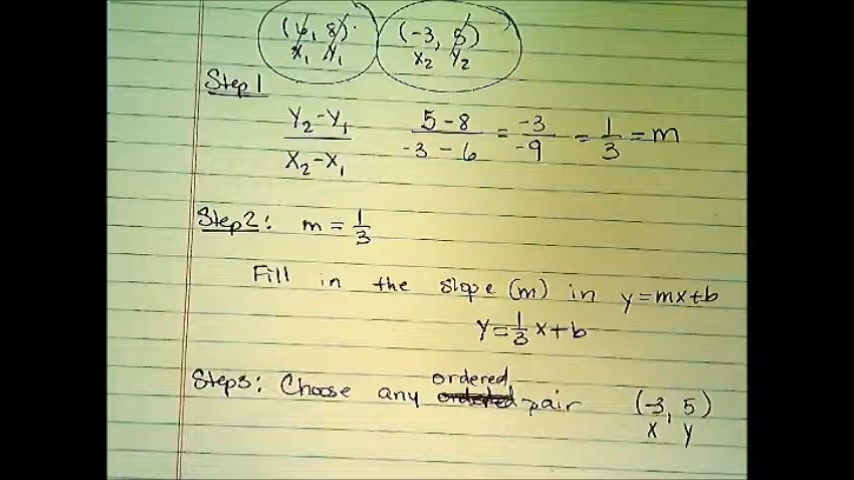 (6, 8) (-3, 5)
X₁ Y₁ X₂ Y₂
Step 1
Y₂-Y₁ / X₂-X₁ 5-8 / -3-6 = -3/-9 = 1/3 = m
Step 2: m = 1/3
Fill in the slope (m) in y=mx+b
y=1/3x+b
ordered
Step 3: Choose any pair (-3, 5)
x y